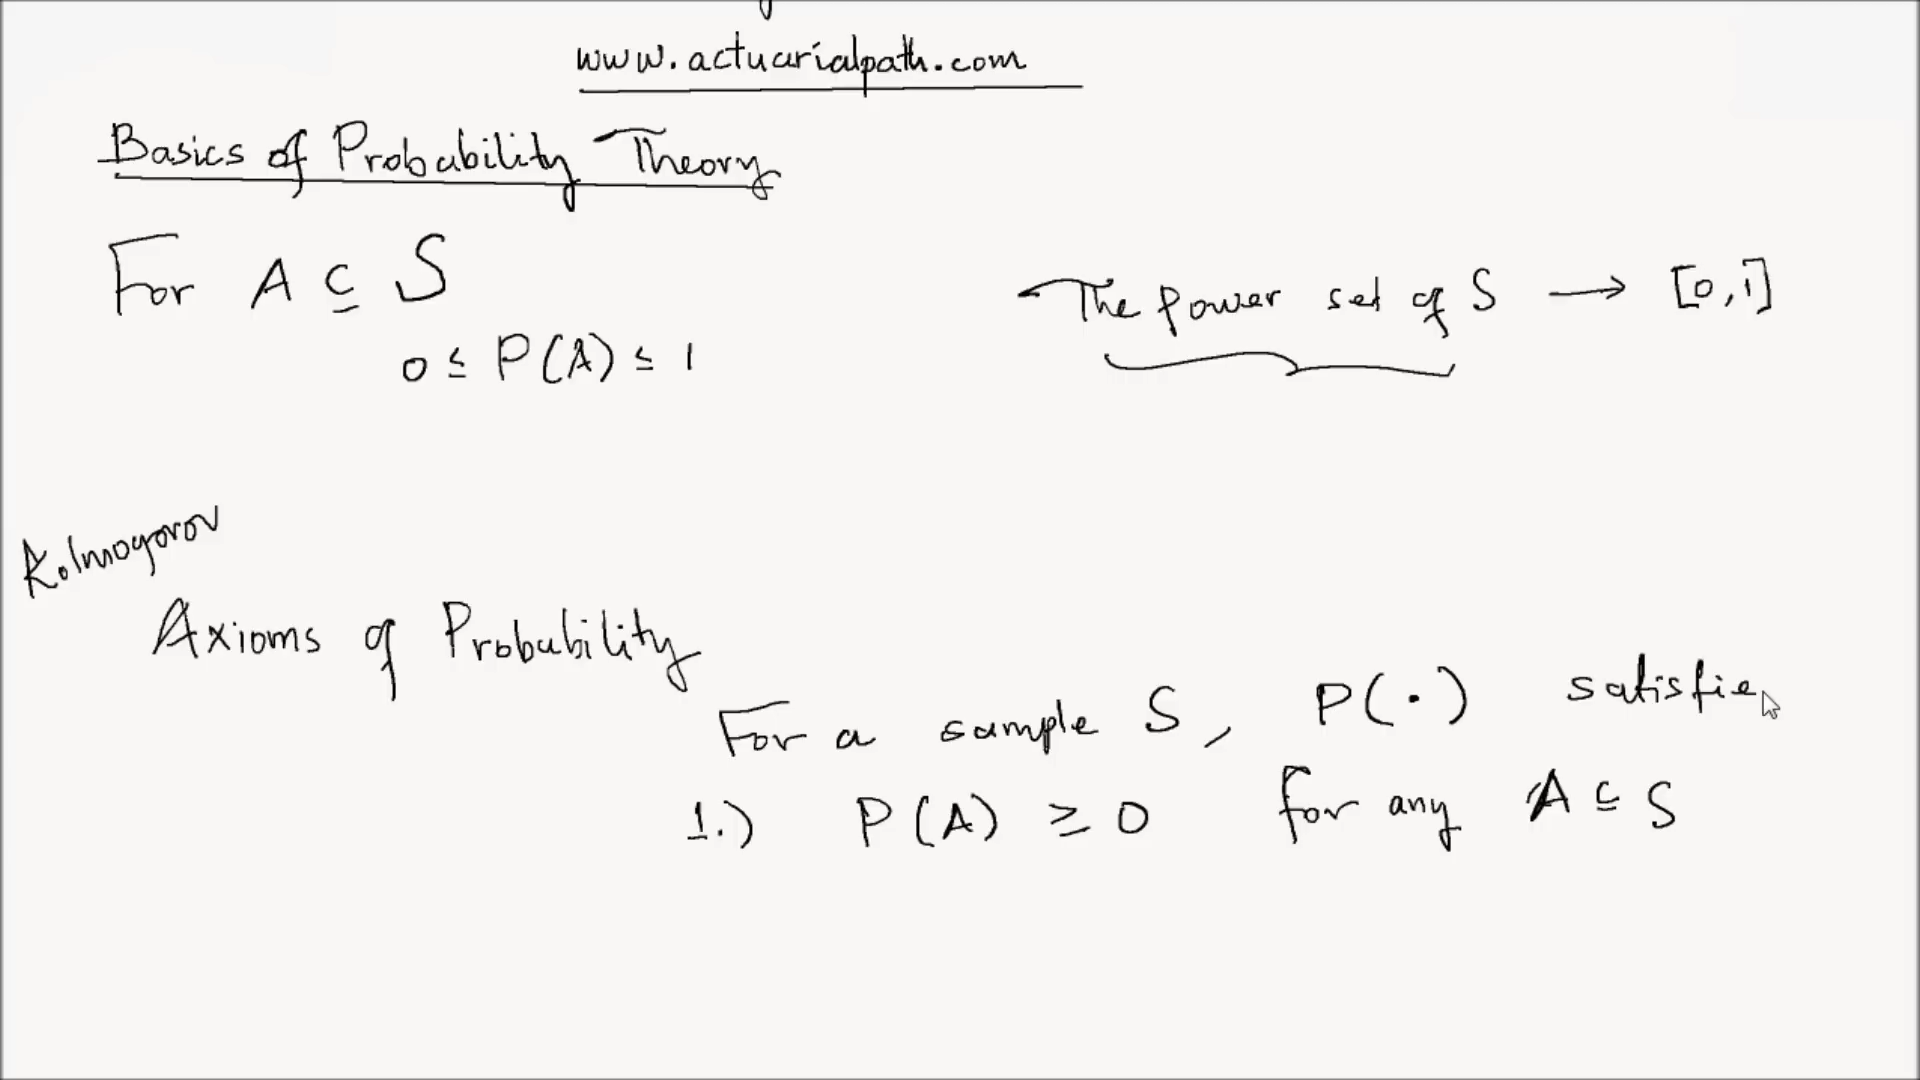 www.actuarialpath.com
Basics of Probability Theory
For A ⊆ S
0 ≤ P(A) ≤ 1
The power set of S → [0,1]
Kolmogorov
Axioms of Probability
For a sample S, P(·) satisfie
1.) P(A) ≥ 0 for any A ⊆ S